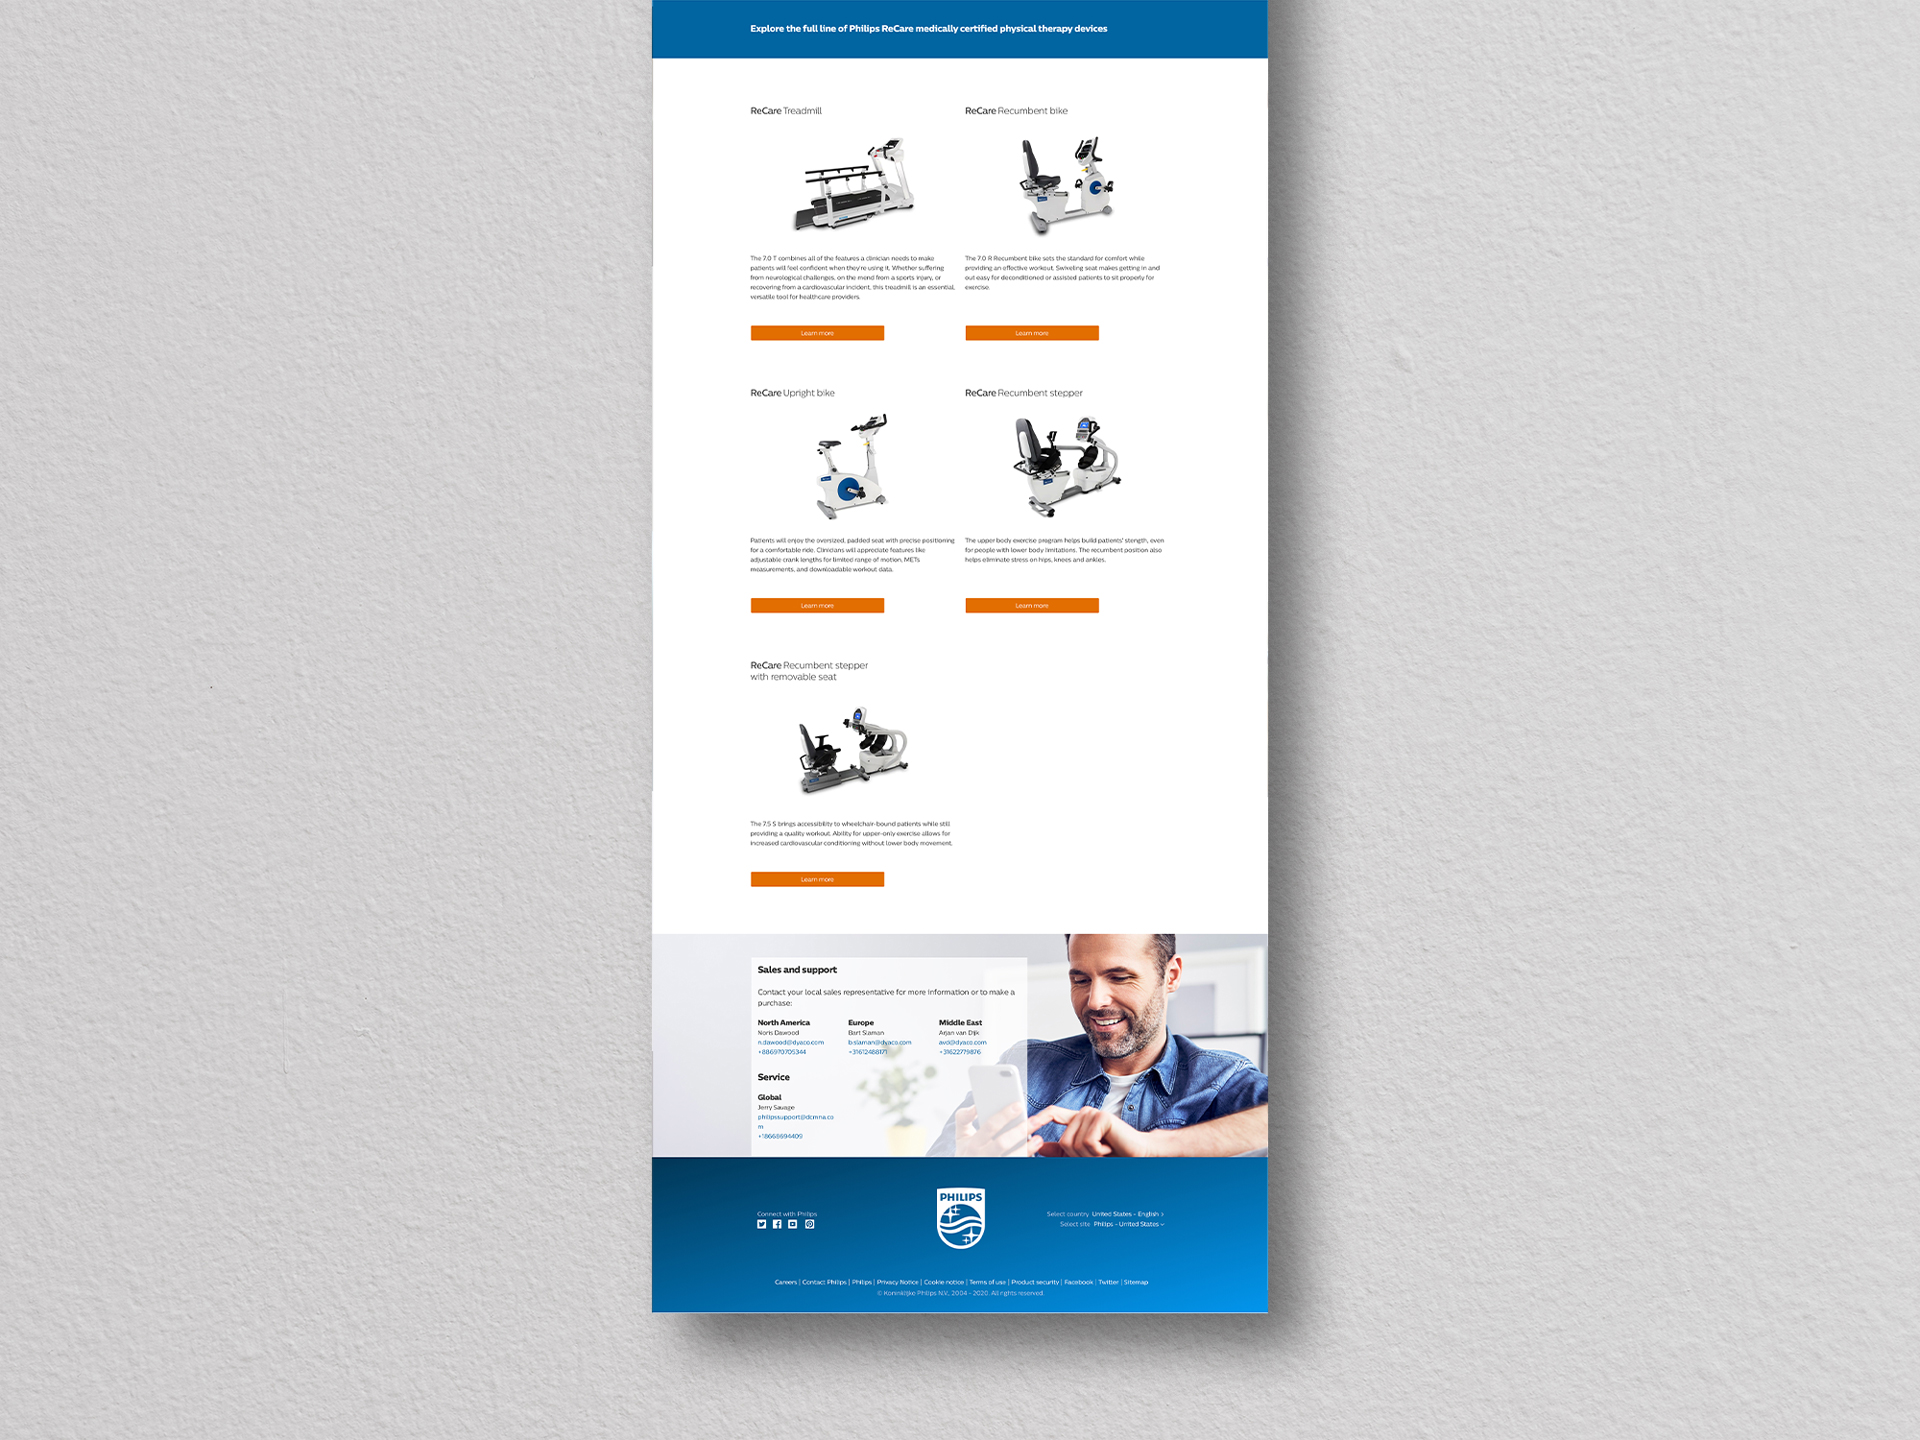 Explore the full line of Philips ReCare medically certified physical therapy devices
ReCare Treadmill
The 7.0 T combines all of the features a clinician needs to make
patients will feel confident when they're using it. Whether suffering
from neurological challenges, on the mend from a sports injury, or
recovering from a cardiovascular incident, this treadmill is an essential,
versatile tool for healthcare providers.
Learn more
ReCare Recumbent bike
The 7.0 R Recumbent bike sets the standard for comfort while
providing an effective workout. Swiveling seat makes getting in and
out easy for deconditioned or assisted patients to sit properly for
exercise.
Learn more
ReCare Upright bike
Patients will enjoy the oversized, padded seat with precise positioning
for a comfortable ride. Clinicians will appreciate features like
adjustable crank lengths for limited range of motion, METs
measurements, and downloadable workout data.
Learn more
ReCare Recumbent stepper
The upper body exercise program helps build patients' strength, even
for people with lower body limitations. The recumbent position also
helps eliminate stress on hips, knees and ankles.
Learn more
ReCare Recumbent stepper
with removable seat
The 7.5 S brings accessibility to wheelchair-bound patients while still
providing a quality workout. Ability for upper-only exercise allows for
increased cardiovascular conditioning without lower body movement.
Learn more
Sales and support
Contact your local sales representative for more information or to make a
purchase:
North America
Noris Dawood
n.dawood@dyaco.com
+886970705344
Europe
Bart Slaman
b.slaman@dyaco.com
+31612488171
Middle East
Arjan van Dijk
avd@dyaco.com
+31622779876
Service
Global
Jerry Savage
philipssupport@dcmna.co
m
+18668694409
Connect with Philips
PHILIPS
Select country United States - English >
Select site Philips - United States
Careers | Contact Philips | Philips | Privacy Notice | Cookie notice | Terms of use | Product security | Facebook | Twitter | Sitemap
© Koninklijke Philips N.V., 2004 - 2020. All rights reserved.